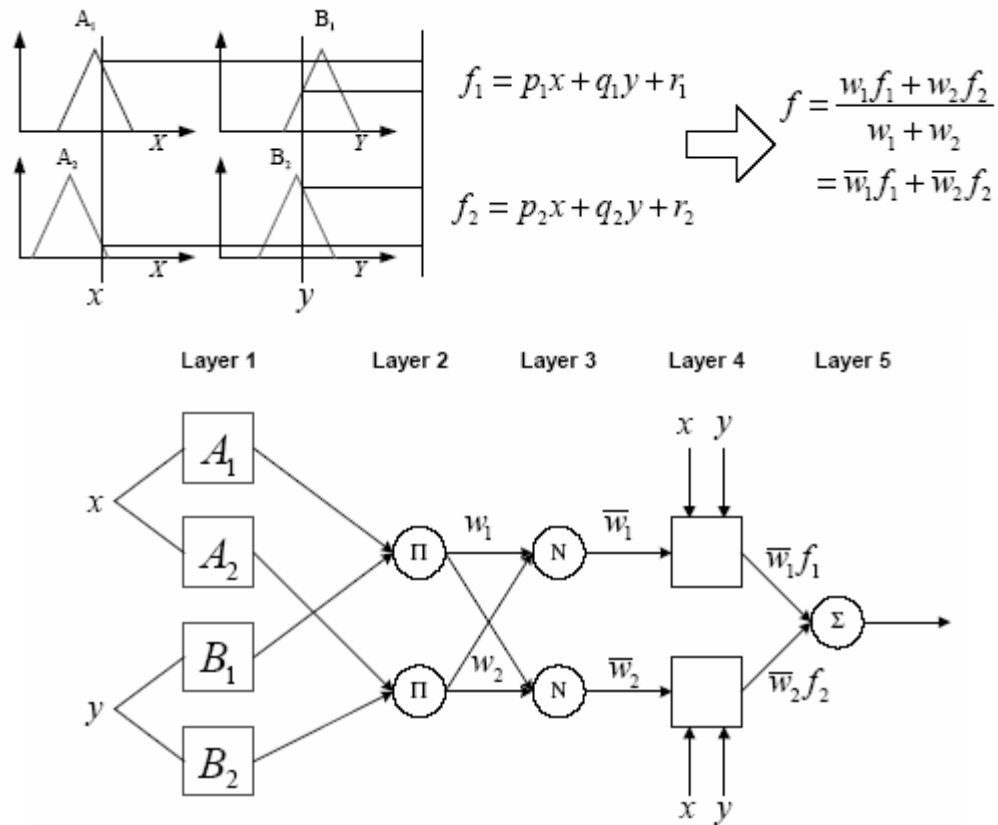 A₁ B₁
X Y
f₁ = p₁x + q₁y + r₁
f = (w₁f₁ + w₂f₂) / (w₁ + w₂)
= w̅₁f₁ + w̅₂f₂
A₂ B₂
X Y
f₂ = p₂x + q₂y + r₂
x y
Layer 1 Layer 2 Layer 3 Layer 4 Layer 5
x y
A₁
x
A₂
Π w₁ N w̅₁
w̅₁f₁
Σ
B₁
y
B₂
Π w₂ N w̅₂
w̅₂f₂
x y